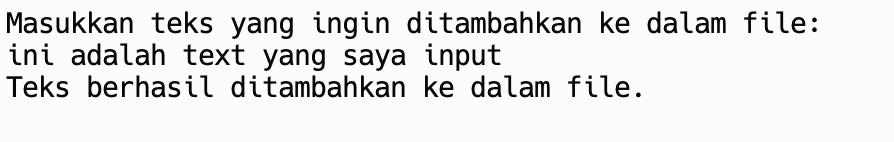 Masukkan teks yang ingin ditambahkan ke dalam file:
ini adalah text yang saya input
Teks berhasil ditambahkan ke dalam file.